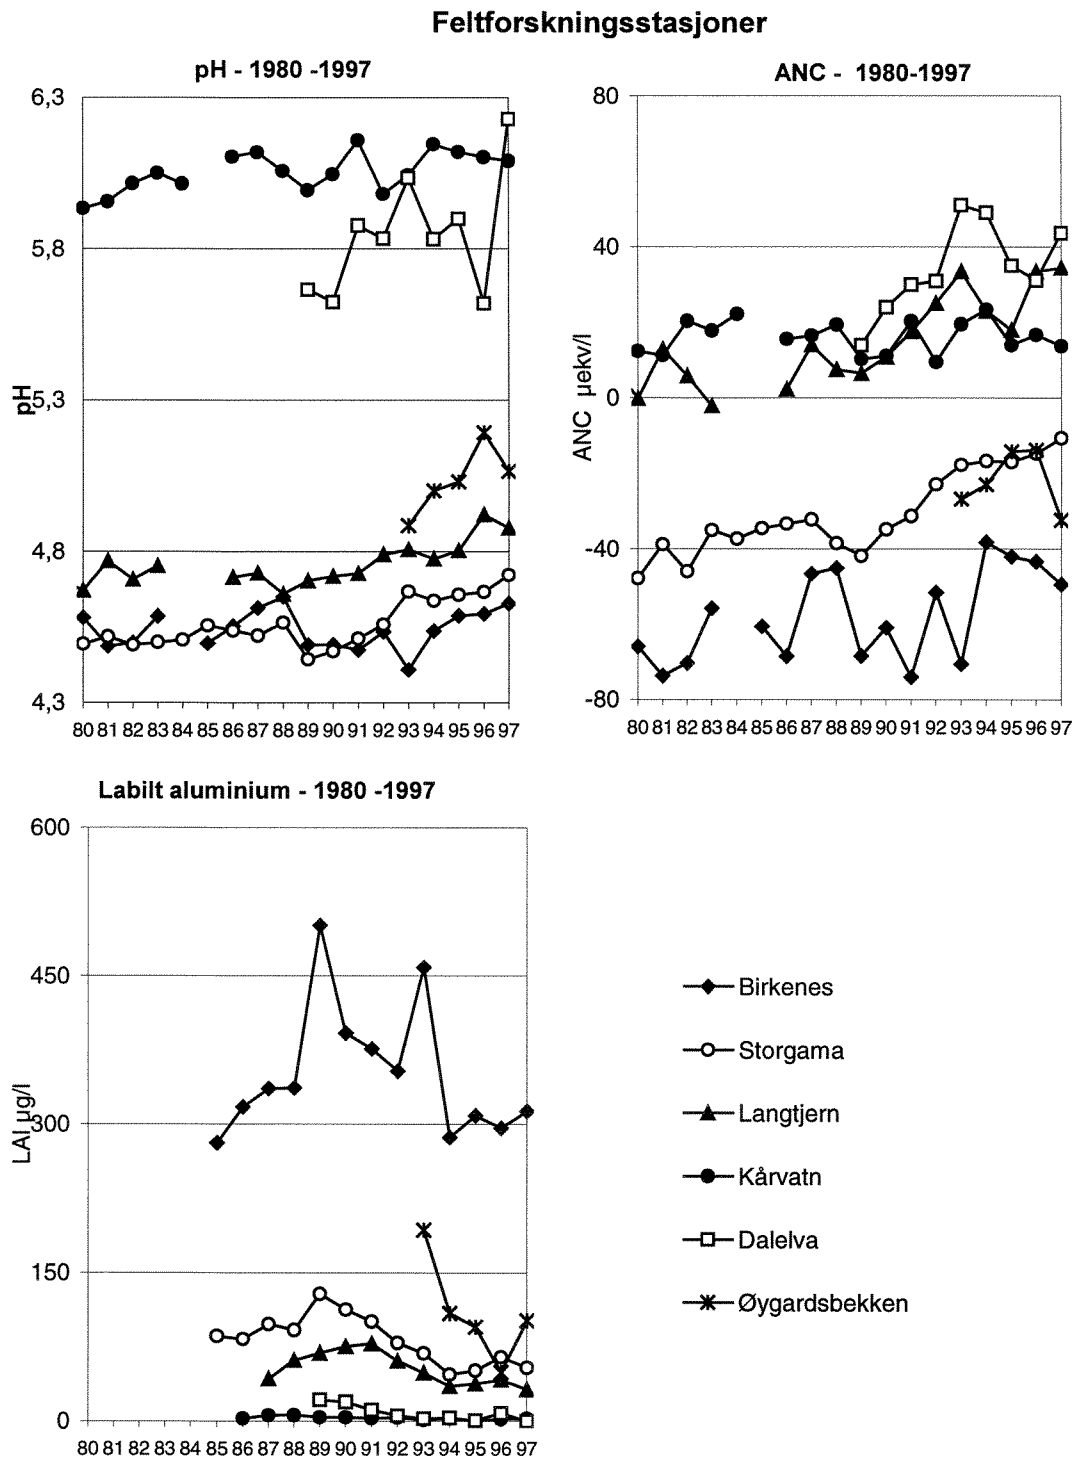 Feltforskningsstasjoner
pH - 1980 -1997
6,3
5,8
5,3
4,8
4,3
pH
80 81 82 83 84 85 86 87 88 89 90 91 92 93 94 95 96 97
ANC - 1980-1997
80
40
0
-40
-80
ANC µekv/l
80 81 82 83 84 85 86 87 88 89 90 91 92 93 94 95 96 97
Labilt aluminium - 1980 -1997
600
450
300
150
0
LAl µg/l
80 81 82 83 84 85 86 87 88 89 90 91 92 93 94 95 96 97
Birkenes
Storgama
Langtjern
Kårvatn
Dalelva
Øygardsbekken